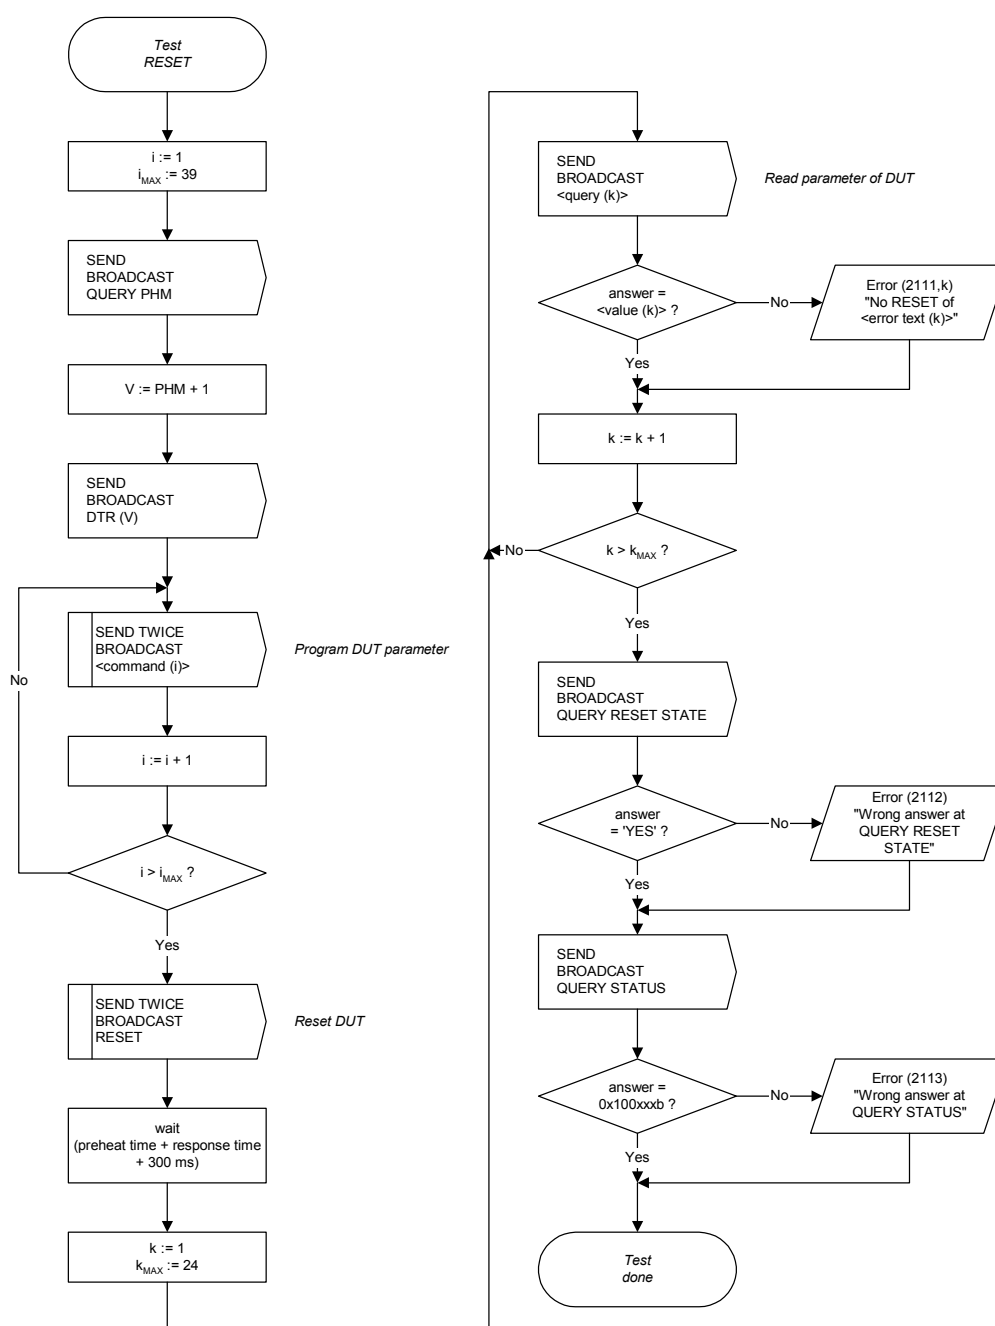 Test
RESET
i := 1
iMAX := 39
SEND
BROADCAST
QUERY PHM
V := PHM + 1
SEND
BROADCAST
DTR (V)
SEND TWICE
BROADCAST
<command (i)>
Program DUT parameter
No
i := i + 1
i > iMAX ?
Yes
SEND TWICE
BROADCAST
RESET
Reset DUT
wait
(preheat time + response time
+ 300 ms)
k := 1
kMAX := 24
SEND
BROADCAST
<query (k)>
Read parameter of DUT
answer =
<value (k)> ?
No
Error (2111,k)
"No RESET of
<error text (k)>"
Yes
k := k + 1
k > kMAX ?
No
Yes
SEND
BROADCAST
QUERY RESET STATE
answer
= 'YES' ?
No
Error (2112)
"Wrong answer at
QUERY RESET
STATE"
Yes
SEND
BROADCAST
QUERY STATUS
answer =
0x100xxxb ?
No
Error (2113)
"Wrong answer at
QUERY STATUS"
Yes
Test
done